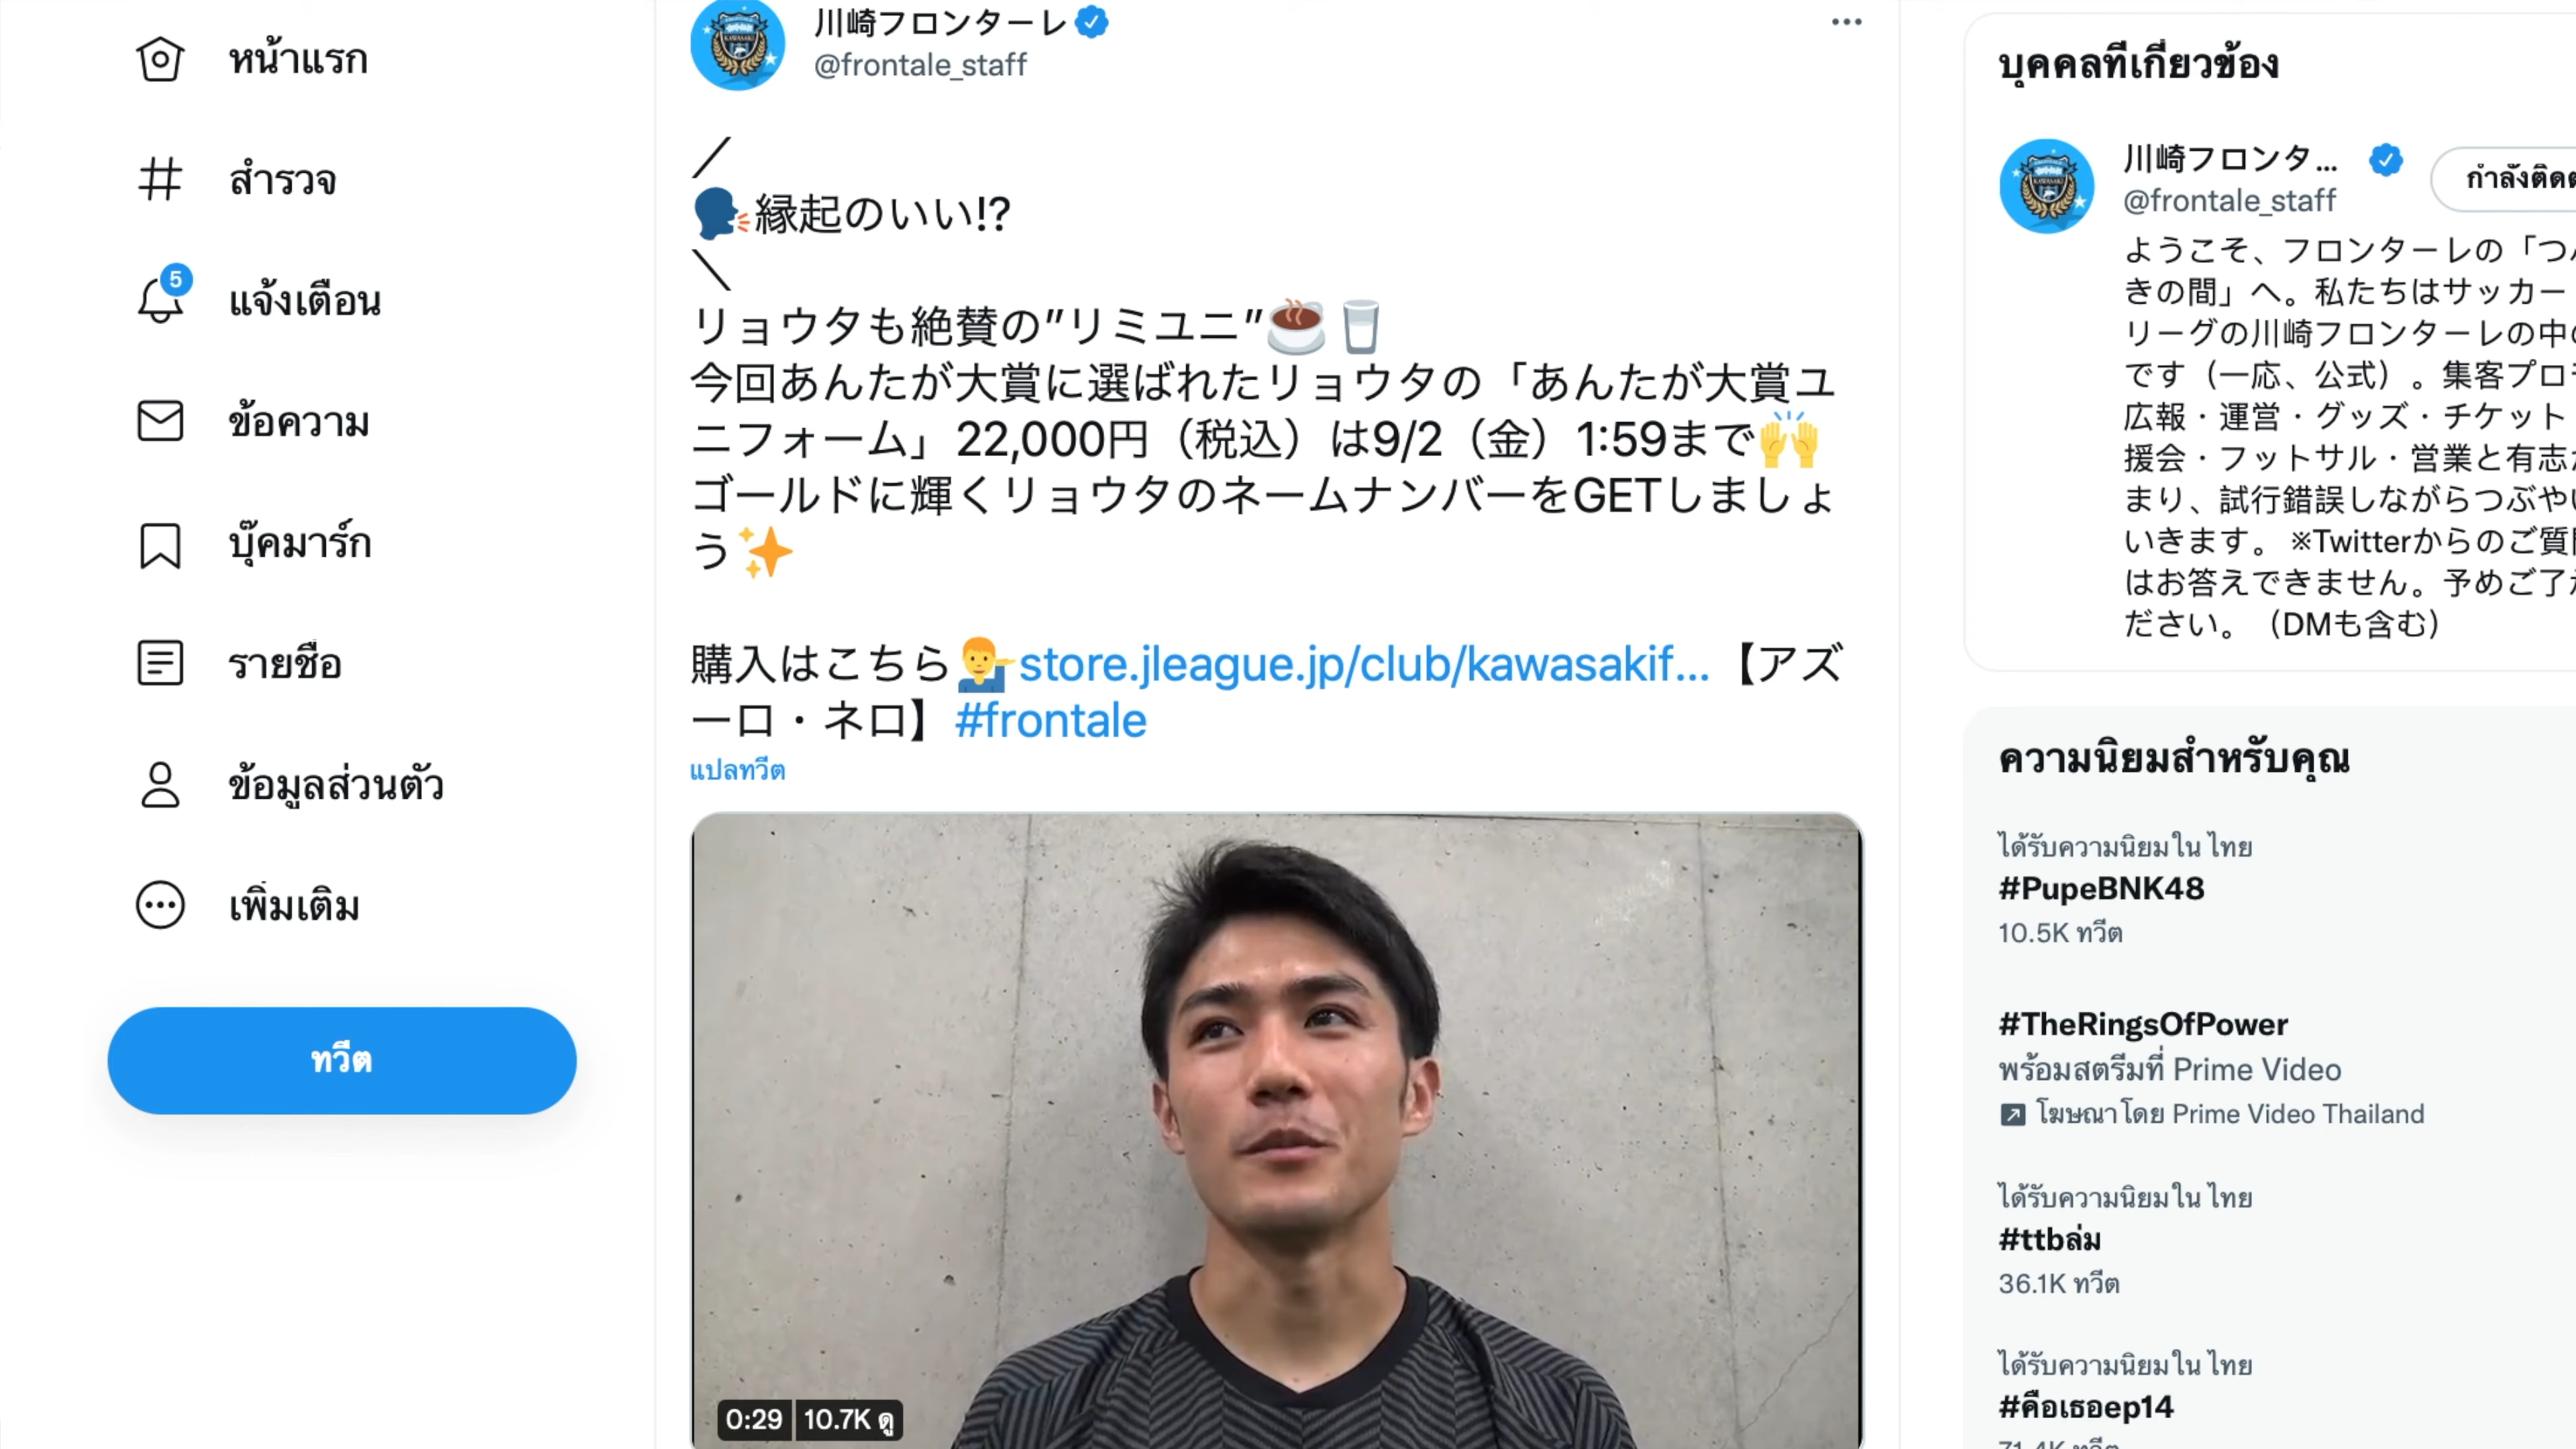 หน้าแรก
สำรวจ
5
แจ้งเตือน
ข้อความ
บุ๊คมาร์ก
รายชื่อ
ข้อมูลส่วนตัว
เพิ่มเติม
ทวีต
川崎フロンターレ
@frontale_staff
／
縁起のいい!?
＼
リョウタも絶賛の”リミユニ”
今回あんたが大賞に選ばれたリョウタの「あんたが大賞ユ
ニフォーム」22,000円（税込）は9/2（金）1:59まで
ゴールドに輝くリョウタのネームナンバーをGETしましょ
う
購入はこちら store.jleague.jp/club/kawasakif...【アズ
ーロ・ネロ】#frontale
แปลทวีต
0:29 10.7K ดู
บุคคลที่เกี่ยวข้อง
川崎フロンタ...
@frontale_staff
ようこそ、フロンターレの「つ
きの間」へ。私たちはサッカー
リーグの川崎フロンターレの中
です（一応、公式）。集客プロ
広報・運営・グッズ・チケット
援会・フットサル・営業と有志
まり、試行錯誤しながらつぶや
いきます。 ※Twitterからのご質
はお答えできません。予めご了
ださい。（DMも含む）
ความนิยมสำหรับคุณ
ได้รับความนิยมใน ไทย
#PupeBNK48
10.5K ทวีต
#TheRingsOfPower
พร้อมสตรีมที่ Prime Video
โฆษณาโดย Prime Video Thailand
ได้รับความนิยมใน ไทย
#ttbล่ม
36.1K ทวีต
ได้รับความนิยมใน ไทย
#คือเธอep14